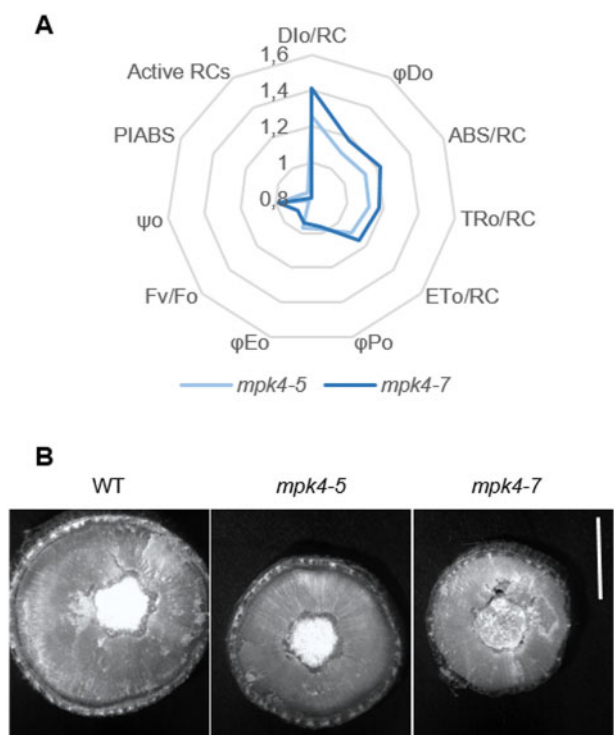 A
DIo/RC
1,6
Active RCs
φDo
1,4
PIABS
1,2
ABS/RC
1
0,8
ψo
TRo/RC
Fv/Fo
ETo/RC
φEo
φPo
mpk4-5
mpk4-7
B
WT
mpk4-5
mpk4-7